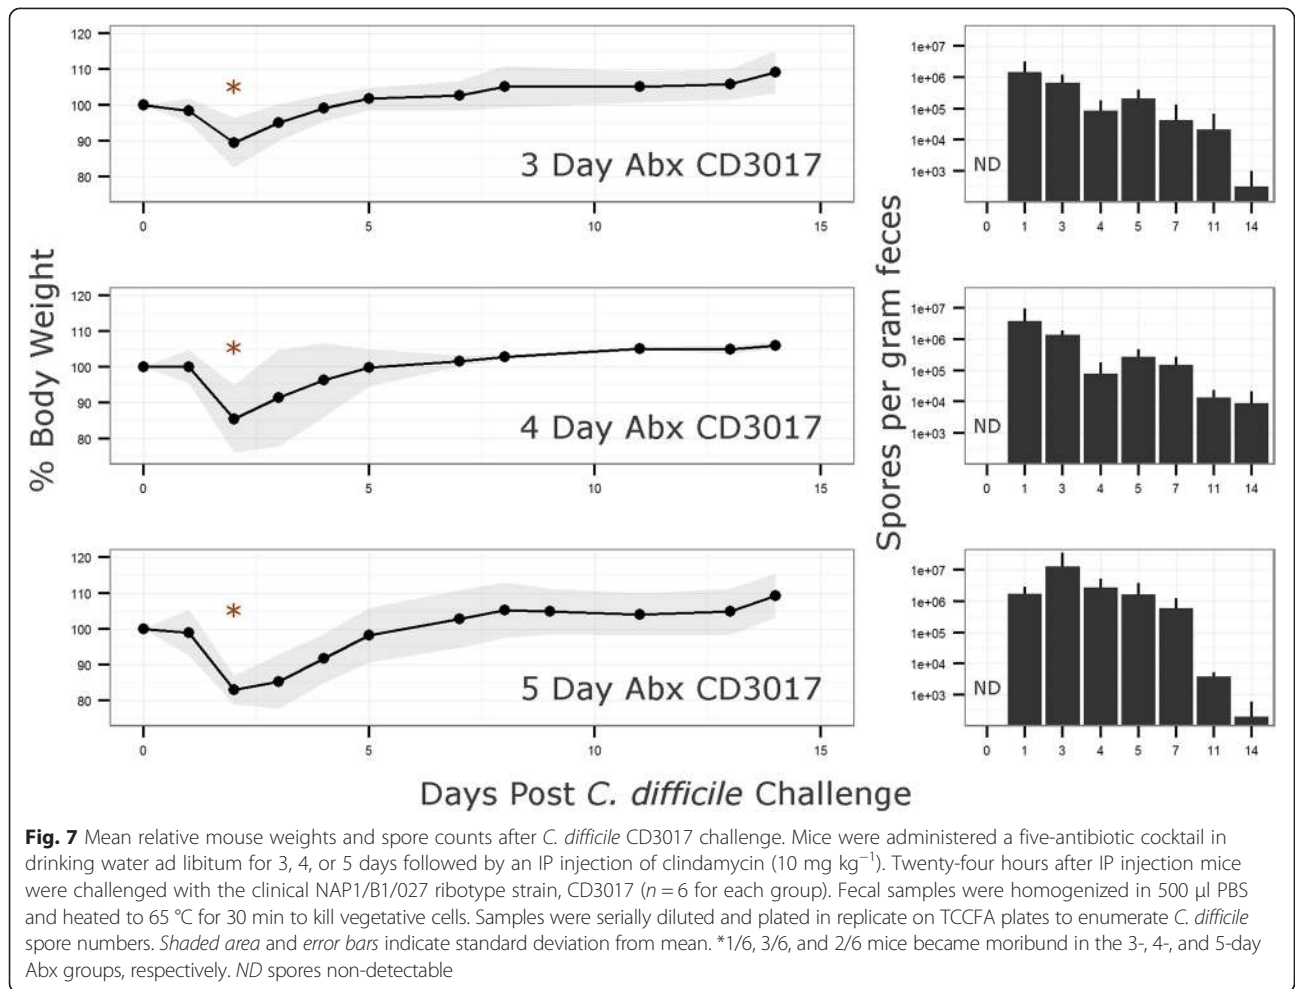 120
110
100
90
80
*
3 Day Abx CD3017
0 5 10 15
1e+07
1e+06
1e+05
1e+04
1e+03
ND
0 1 3 4 5 7 11 14
120
110
100
90
80
*
4 Day Abx CD3017
0 5 10 15
1e+07
1e+06
1e+05
1e+04
1e+03
ND
0 1 3 4 5 7 11 14
120
110
100
90
80
*
5 Day Abx CD3017
0 5 10 15
1e+07
1e+06
1e+05
1e+04
1e+03
ND
0 1 3 4 5 7 11 14
% Body Weight
Spores per gram feces
Days Post C. difficile Challenge
Fig. 7 Mean relative mouse weights and spore counts after C. difficile CD3017 challenge. Mice were administered a five-antibiotic cocktail in
drinking water ad libitum for 3, 4, or 5 days followed by an IP injection of clindamycin (10 mg kg⁻¹). Twenty-four hours after IP injection mice
were challenged with the clinical NAP1/B1/027 ribotype strain, CD3017 (n = 6 for each group). Fecal samples were homogenized in 500 μl PBS
and heated to 65 °C for 30 min to kill vegetative cells. Samples were serially diluted and plated in replicate on TCCFA plates to enumerate C. difficile
spore numbers. Shaded area and error bars indicate standard deviation from mean. *1/6, 3/6, and 2/6 mice became moribund in the 3-, 4-, and 5-day
Abx groups, respectively. ND spores non-detectable